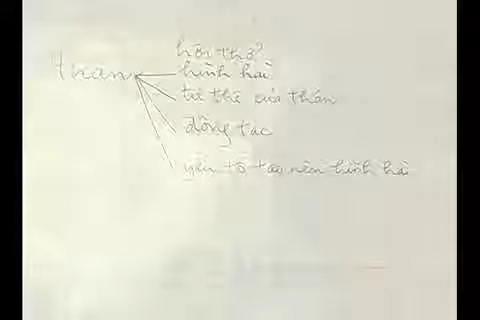 thân
hơi thở?
hình hài
tư thế của thân
động tác
yếu tố tạo nên hình hài